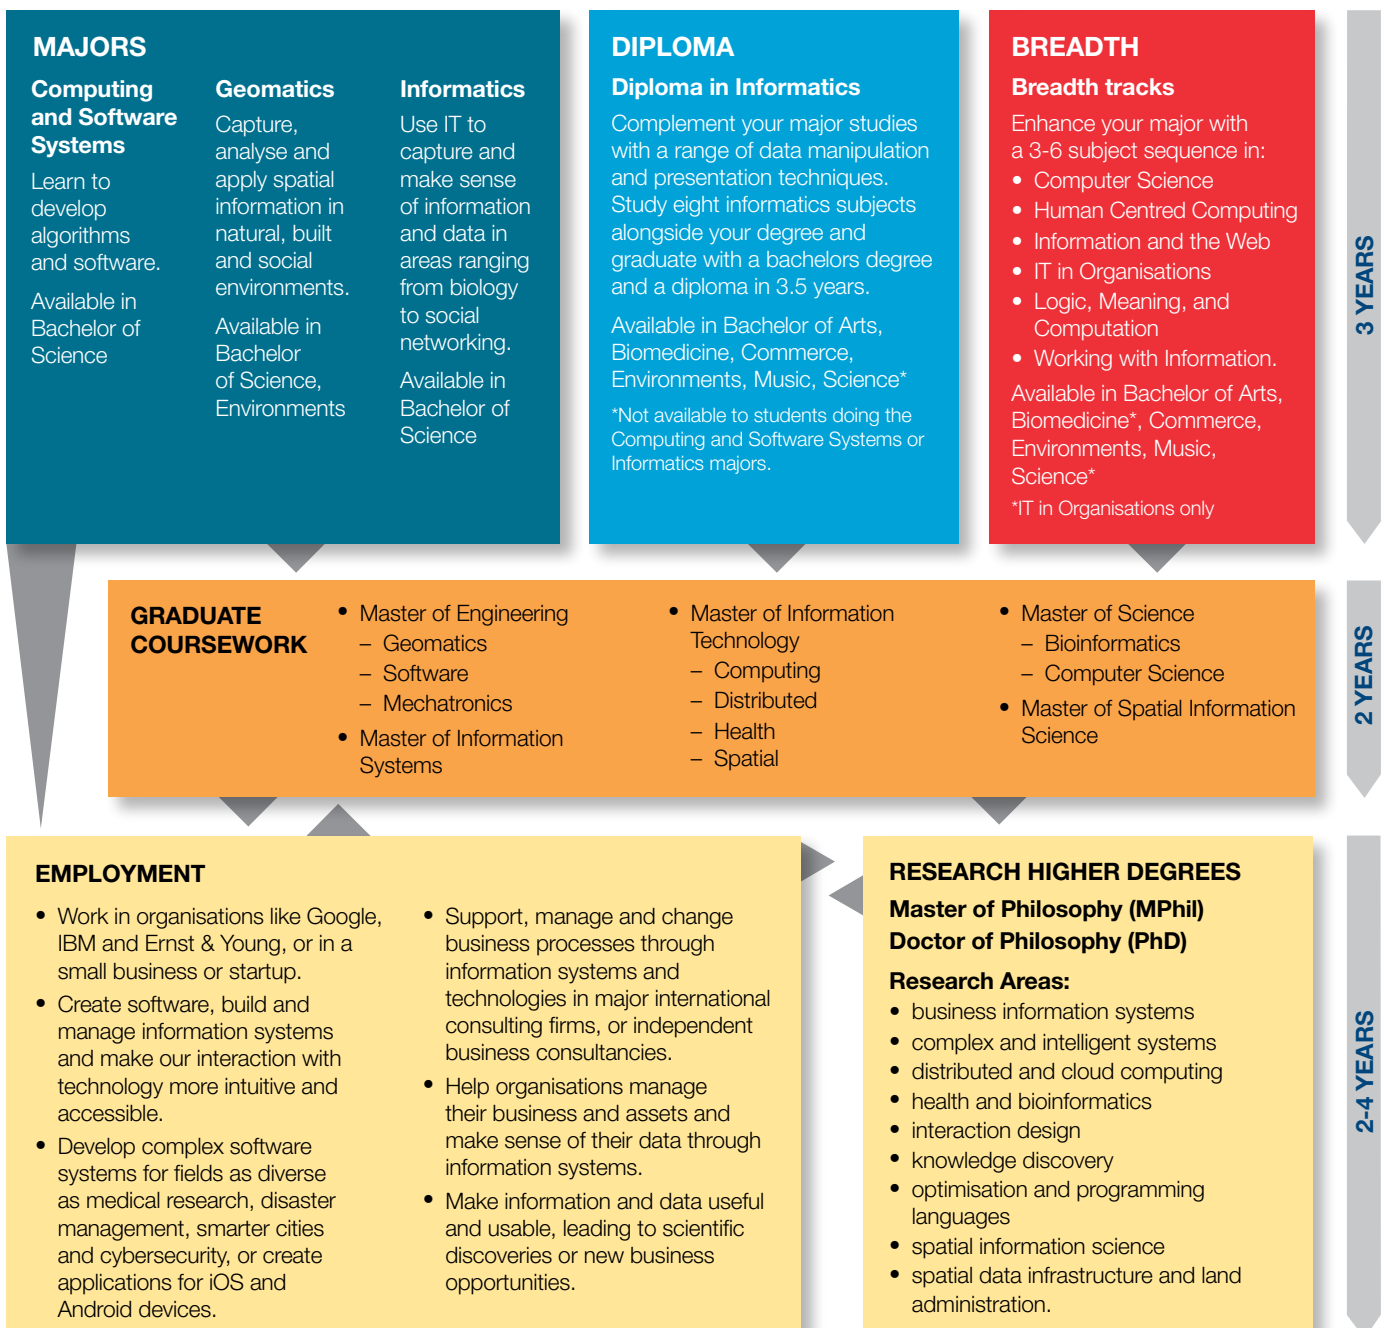 MAJORS
Computing
and Software
Systems
Learn to
develop
algorithms
and software.
Available in
Bachelor of
Science
Geomatics
Capture,
analyse and
apply spatial
information in
natural, built
and social
environments.
Available in
Bachelor
of Science,
Environments
Informatics
Use IT to
capture and
make sense
of information
and data in
areas ranging
from biology
to social
networking.
Available in
Bachelor of
Science
DIPLOMA
Diploma in Informatics
Complement your major studies
with a range of data manipulation
and presentation techniques.
Study eight informatics subjects
alongside your degree and
graduate with a bachelors degree
and a diploma in 3.5 years.
Available in Bachelor of Arts,
Biomedicine, Commerce,
Environments, Music, Science*
*Not available to students doing the
Computing and Software Systems or
Informatics majors.
BREADTH
Breadth tracks
Enhance your major with
a 3-6 subject sequence in:
• Computer Science
• Human Centred Computing
• Information and the Web
• IT in Organisations
• Logic, Meaning, and
Computation
• Working with Information.
Available in Bachelor of Arts,
Biomedicine*, Commerce,
Environments, Music,
Science*
*IT in Organisations only
3 YEARS
GRADUATE
COURSEWORK
• Master of Engineering
– Geomatics
– Software
– Mechatronics
• Master of Information
Systems
• Master of Information
Technology
– Computing
– Distributed
– Health
– Spatial
• Master of Science
– Bioinformatics
– Computer Science
• Master of Spatial Information
Science
2 YEARS
EMPLOYMENT
• Work in organisations like Google,
IBM and Ernst & Young, or in a
small business or startup.
• Create software, build and
manage information systems
and make our interaction with
technology more intuitive and
accessible.
• Develop complex software
systems for fields as diverse
as medical research, disaster
management, smarter cities
and cybersecurity, or create
applications for iOS and
Android devices.
• Support, manage and change
business processes through
information systems and
technologies in major international
consulting firms, or independent
business consultancies.
• Help organisations manage
their business and assets and
make sense of their data through
information systems.
• Make information and data useful
and usable, leading to scientific
discoveries or new business
opportunities.
RESEARCH HIGHER DEGREES
Master of Philosophy (MPhil)
Doctor of Philosophy (PhD)
Research Areas:
• business information systems
• complex and intelligent systems
• distributed and cloud computing
• health and bioinformatics
• interaction design
• knowledge discovery
• optimisation and programming
languages
• spatial information science
• spatial data infrastructure and land
administration.
2-4 YEARS